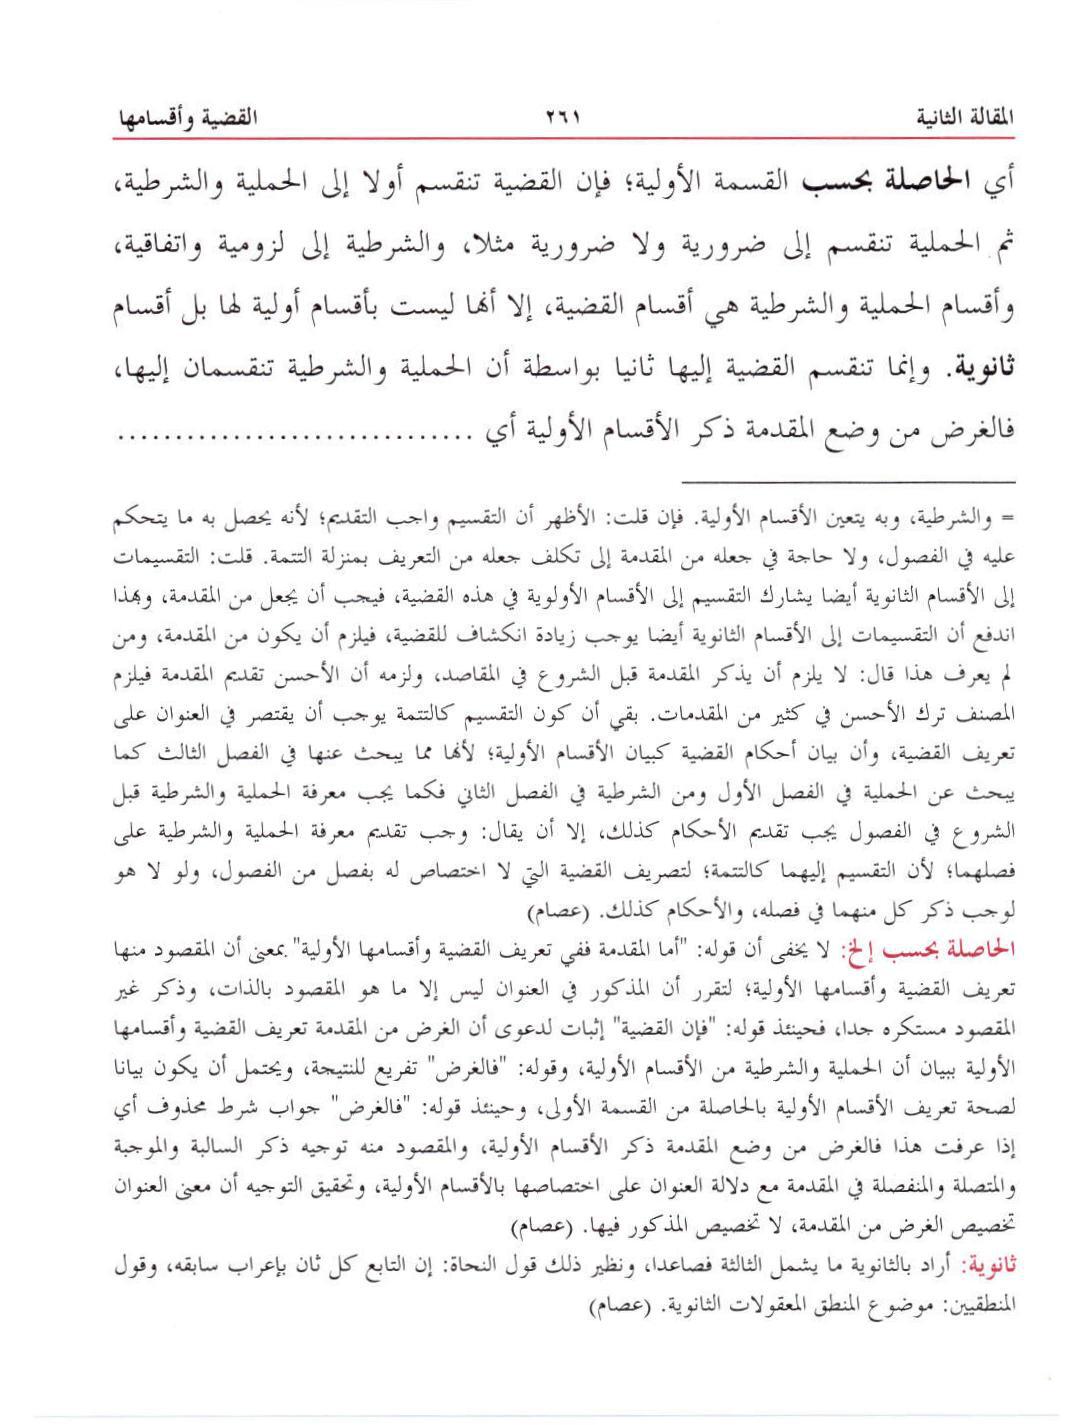 المقالة الثانية ٢٦١ القضية وأقسامها
أي الحاصلة بحسب القسمة الأولية؛ فإن القضية تنقسم أولا إلى الحملية والشرطية،
ثم الحملية تنقسم إلى ضرورية ولا ضرورية مثلا، والشرطية إلى لزومية واتفاقية،
وأقسام الحملية والشرطية هي أقسام القضية، إلا أنها ليست بأقسام أولية لها بل أقسام
ثانوية. وإنما تنقسم القضية إليها ثانيا بواسطة أن الحملية والشرطية تنقسمان إليها،
فالغرض من وضع المقدمة ذكر الأقسام الأولية أي ...............................
= والشرطية، وبه يتعين الأقسام الأولية. فإن قلت: الأظهر أن التقسيم واجب التقديم؛ لأنه يحصل به ما يتحكم
عليه في الفصول، ولا حاجة في جعله من المقدمة إلى تكلف جعله من التعريف بمنزلة التتمة. قلت: التقسيمات
إلى الأقسام الثانوية أيضا يشارك التقسيم إلى الأقسام الأولوية في هذه القضية، فيجب أن يجعل من المقدمة، وبهذا
اندفع أن التقسيمات إلى الأقسام الثانوية أيضا يوجب زيادة انكشاف للقضية، فيلزم أن يكون من المقدمة، ومن
لم يعرف هذا قال: لا يلزم أن يذكر المقدمة قبل الشروع في المقاصد، ولزمه أن الأحسن تقديم المقدمة فيلزم
المصنف ترك الأحسن في كثير من المقدمات. بقي أن كون التقسيم كالتتمة يوجب أن يقتصر في العنوان على
تعريف القضية، وأن بيان أحكام القضية كبيان الأقسام الأولية؛ لأنها مما يبحث عنها في الفصل الثالث كما
يبحث عن الحملية في الفصل الأول ومن الشرطية في الفصل الثاني فكما يجب معرفة الحملية والشرطية قبل
الشروع في الفصول يجب تقديم الأحكام كذلك، إلا أن يقال: وجب تقديم معرفة الحملية والشرطية على
فصلهما؛ لأن التقسيم إليهما كالتتمة؛ لتصريف القضية التي لا اختصاص له بفصل من الفصول، ولو لا هو
لوجب ذكر كل منهما في فصله، والأحكام كذلك. (عصام)
الحاصلة بحسب إلخ: لا يخفى أن قوله: "أما المقدمة ففي تعريف القضية وأقسامها الأولية" بمعنى أن المقصود منها
تعريف القضية وأقسامها الأولية؛ لتقرر أن المذكور في العنوان ليس إلا ما هو المقصود بالذات، وذكر غير
المقصود مستكره جدا، فحينئذ قوله: "فإن القضية" إثبات لدعوى أن الغرض من المقدمة تعريف القضية وأقسامها
الأولية ببيان أن الحملية والشرطية من الأقسام الأولية، وقوله: "فالغرض" تفريع للنتيجة، ويحتمل أن يكون بيانا
لصحة تعريف الأقسام الأولية بالحاصلة من القسمة الأولى، وحينئذ قوله: "فالغرض" جواب شرط محذوف أي
إذا عرفت هذا فالغرض من وضع المقدمة ذكر الأقسام الأولية، والمقصود منه توجيه ذكر السالبة والموجبة
والمتصلة والمنفصلة في المقدمة مع دلالة العنوان على اختصاصها بالأقسام الأولية، وتحقيق التوجيه أن معنى العنوان
تخصيص الغرض من المقدمة، لا تخصيص المذكور فيها. (عصام)
ثانوية: أراد بالثانوية ما يشمل الثالثة فصاعدا، ونظير ذلك قول النحاة: إن التابع كل ثان بإعراب سابقه، وقول
المنطقيين: موضوع المنطق المعقولات الثانوية. (عصام)